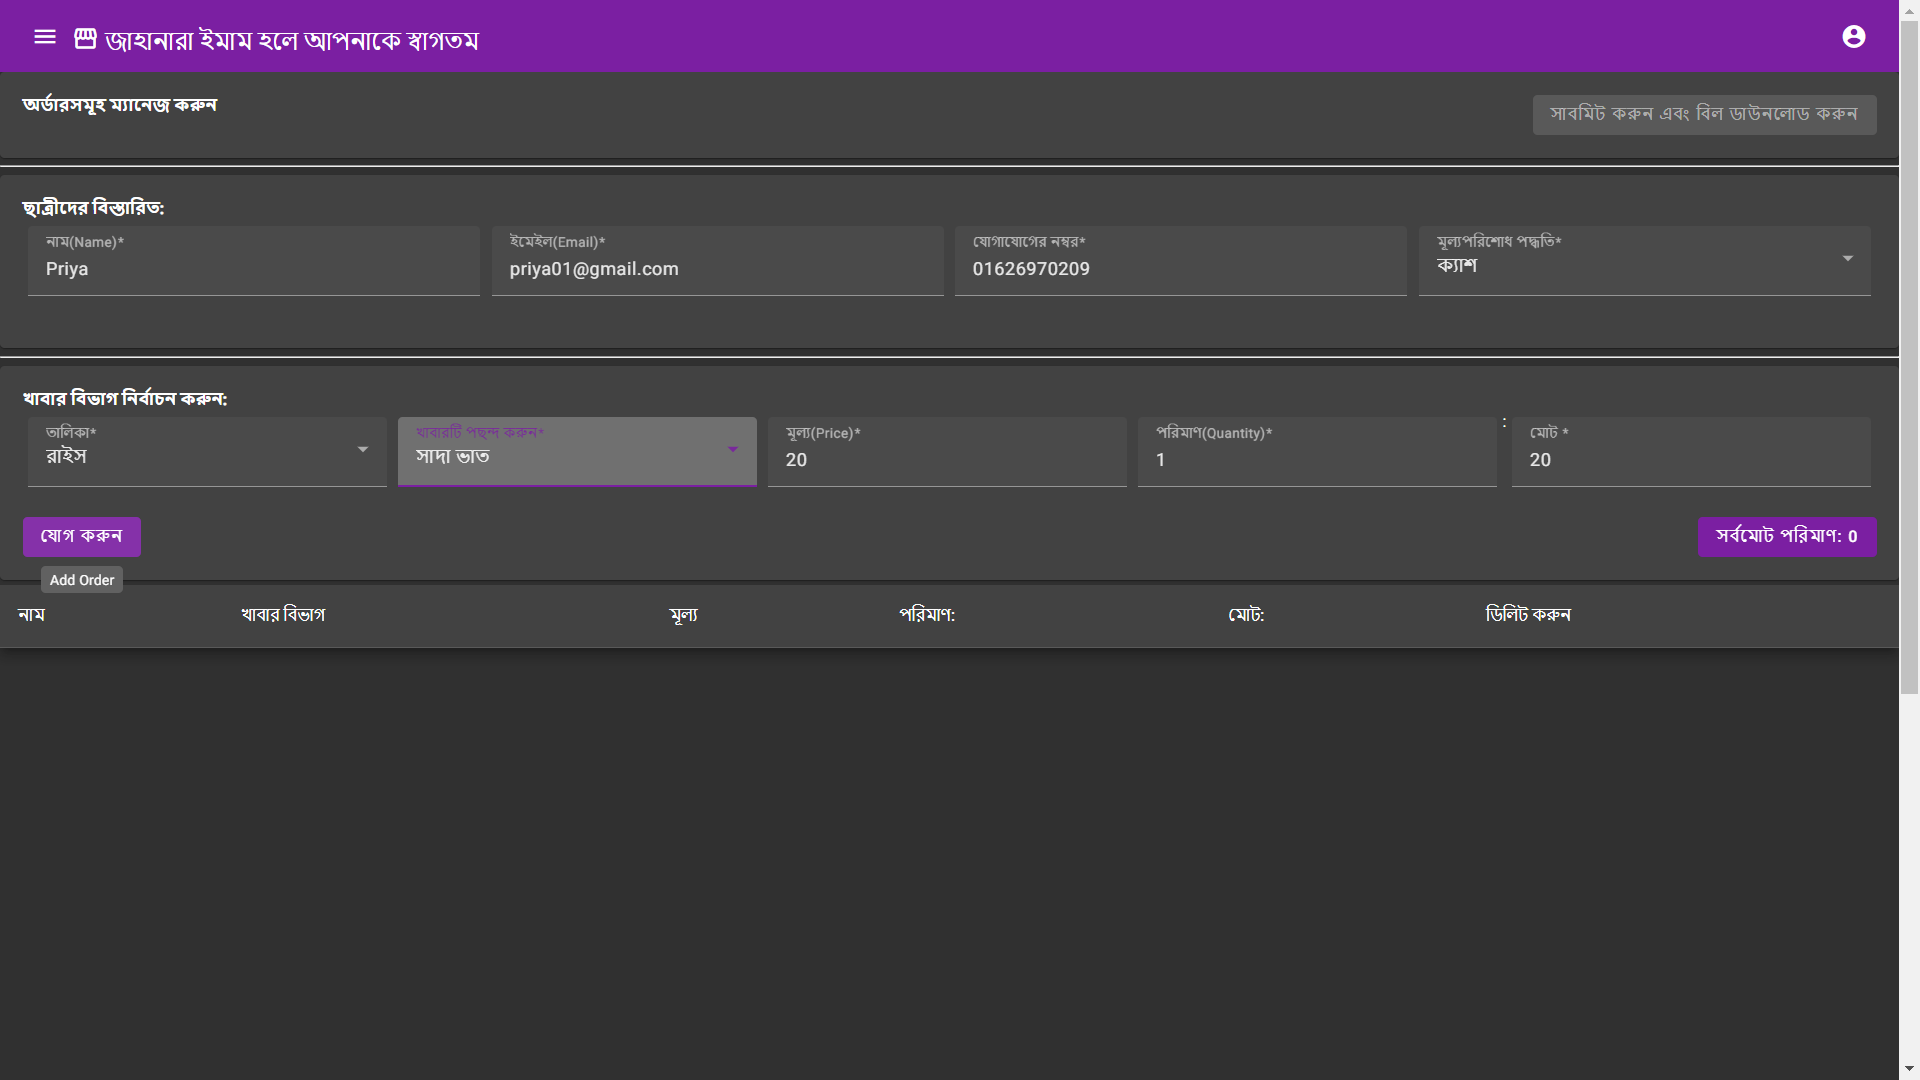 জাহানারা ইমাম হলে আপনাকে স্বাগতম
অর্ডারসমূহ ম্যানেজ করুন
সাবমিট করুন এবং বিল ডাউনলোড করুন
ছাত্রীদের বিস্তারিত:
নাম(Name)* ইমেইল(Email)* যোগাযোগের নম্বর* মূল্যপরিশোধ পদ্ধতি*
Priya priya01@gmail.com 01626970209 ক্যাশ
খাবার বিভাগ নির্বাচন করুন:
তালিকা* খাবারটি পছন্দ করুন* মূল্য(Price)* পরিমাণ(Quantity)* : মোট *
রাইস সাদা ভাত 20 1 20
যোগ করুন সর্বমোট পরিমাণ: 0
Add Order
নাম খাবার বিভাগ মূল্য পরিমাণ: মোট: ডিলিট করুন